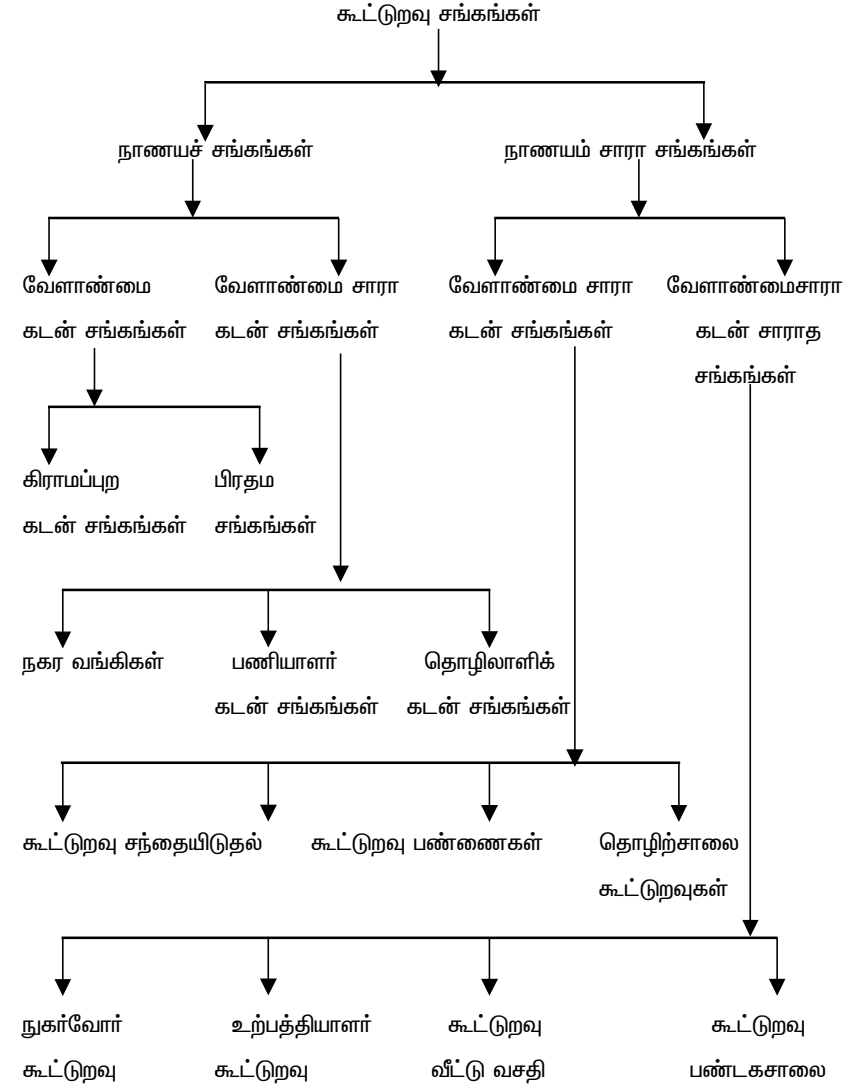 கூட்டுறவு சங்கங்கள்
நாணயச் சங்கங்கள் நாணயம் சாரா சங்கங்கள்
வேளாண்மை வேளாண்மை சாரா வேளாண்மை சாரா வேளாண்மைசாரா
கடன் சங்கங்கள் கடன் சங்கங்கள் கடன் சங்கங்கள் கடன் சாராத
சங்கங்கள்
கிராமப்புற பிரதம
கடன் சங்கங்கள் சங்கங்கள்
நகர வங்கிகள் பணியாளர் தொழிலாளிக்
கடன் சங்கங்கள் கடன் சங்கங்கள்
கூட்டுறவு சந்தையிடுதல் கூட்டுறவு பண்ணைகள் தொழிற்சாலை
கூட்டுறவுகள்
நுகர்வோர் உற்பத்தியாளர் கூட்டுறவு கூட்டுறவு
கூட்டுறவு கூட்டுறவு வீட்டு வசதி பண்டகசாலை